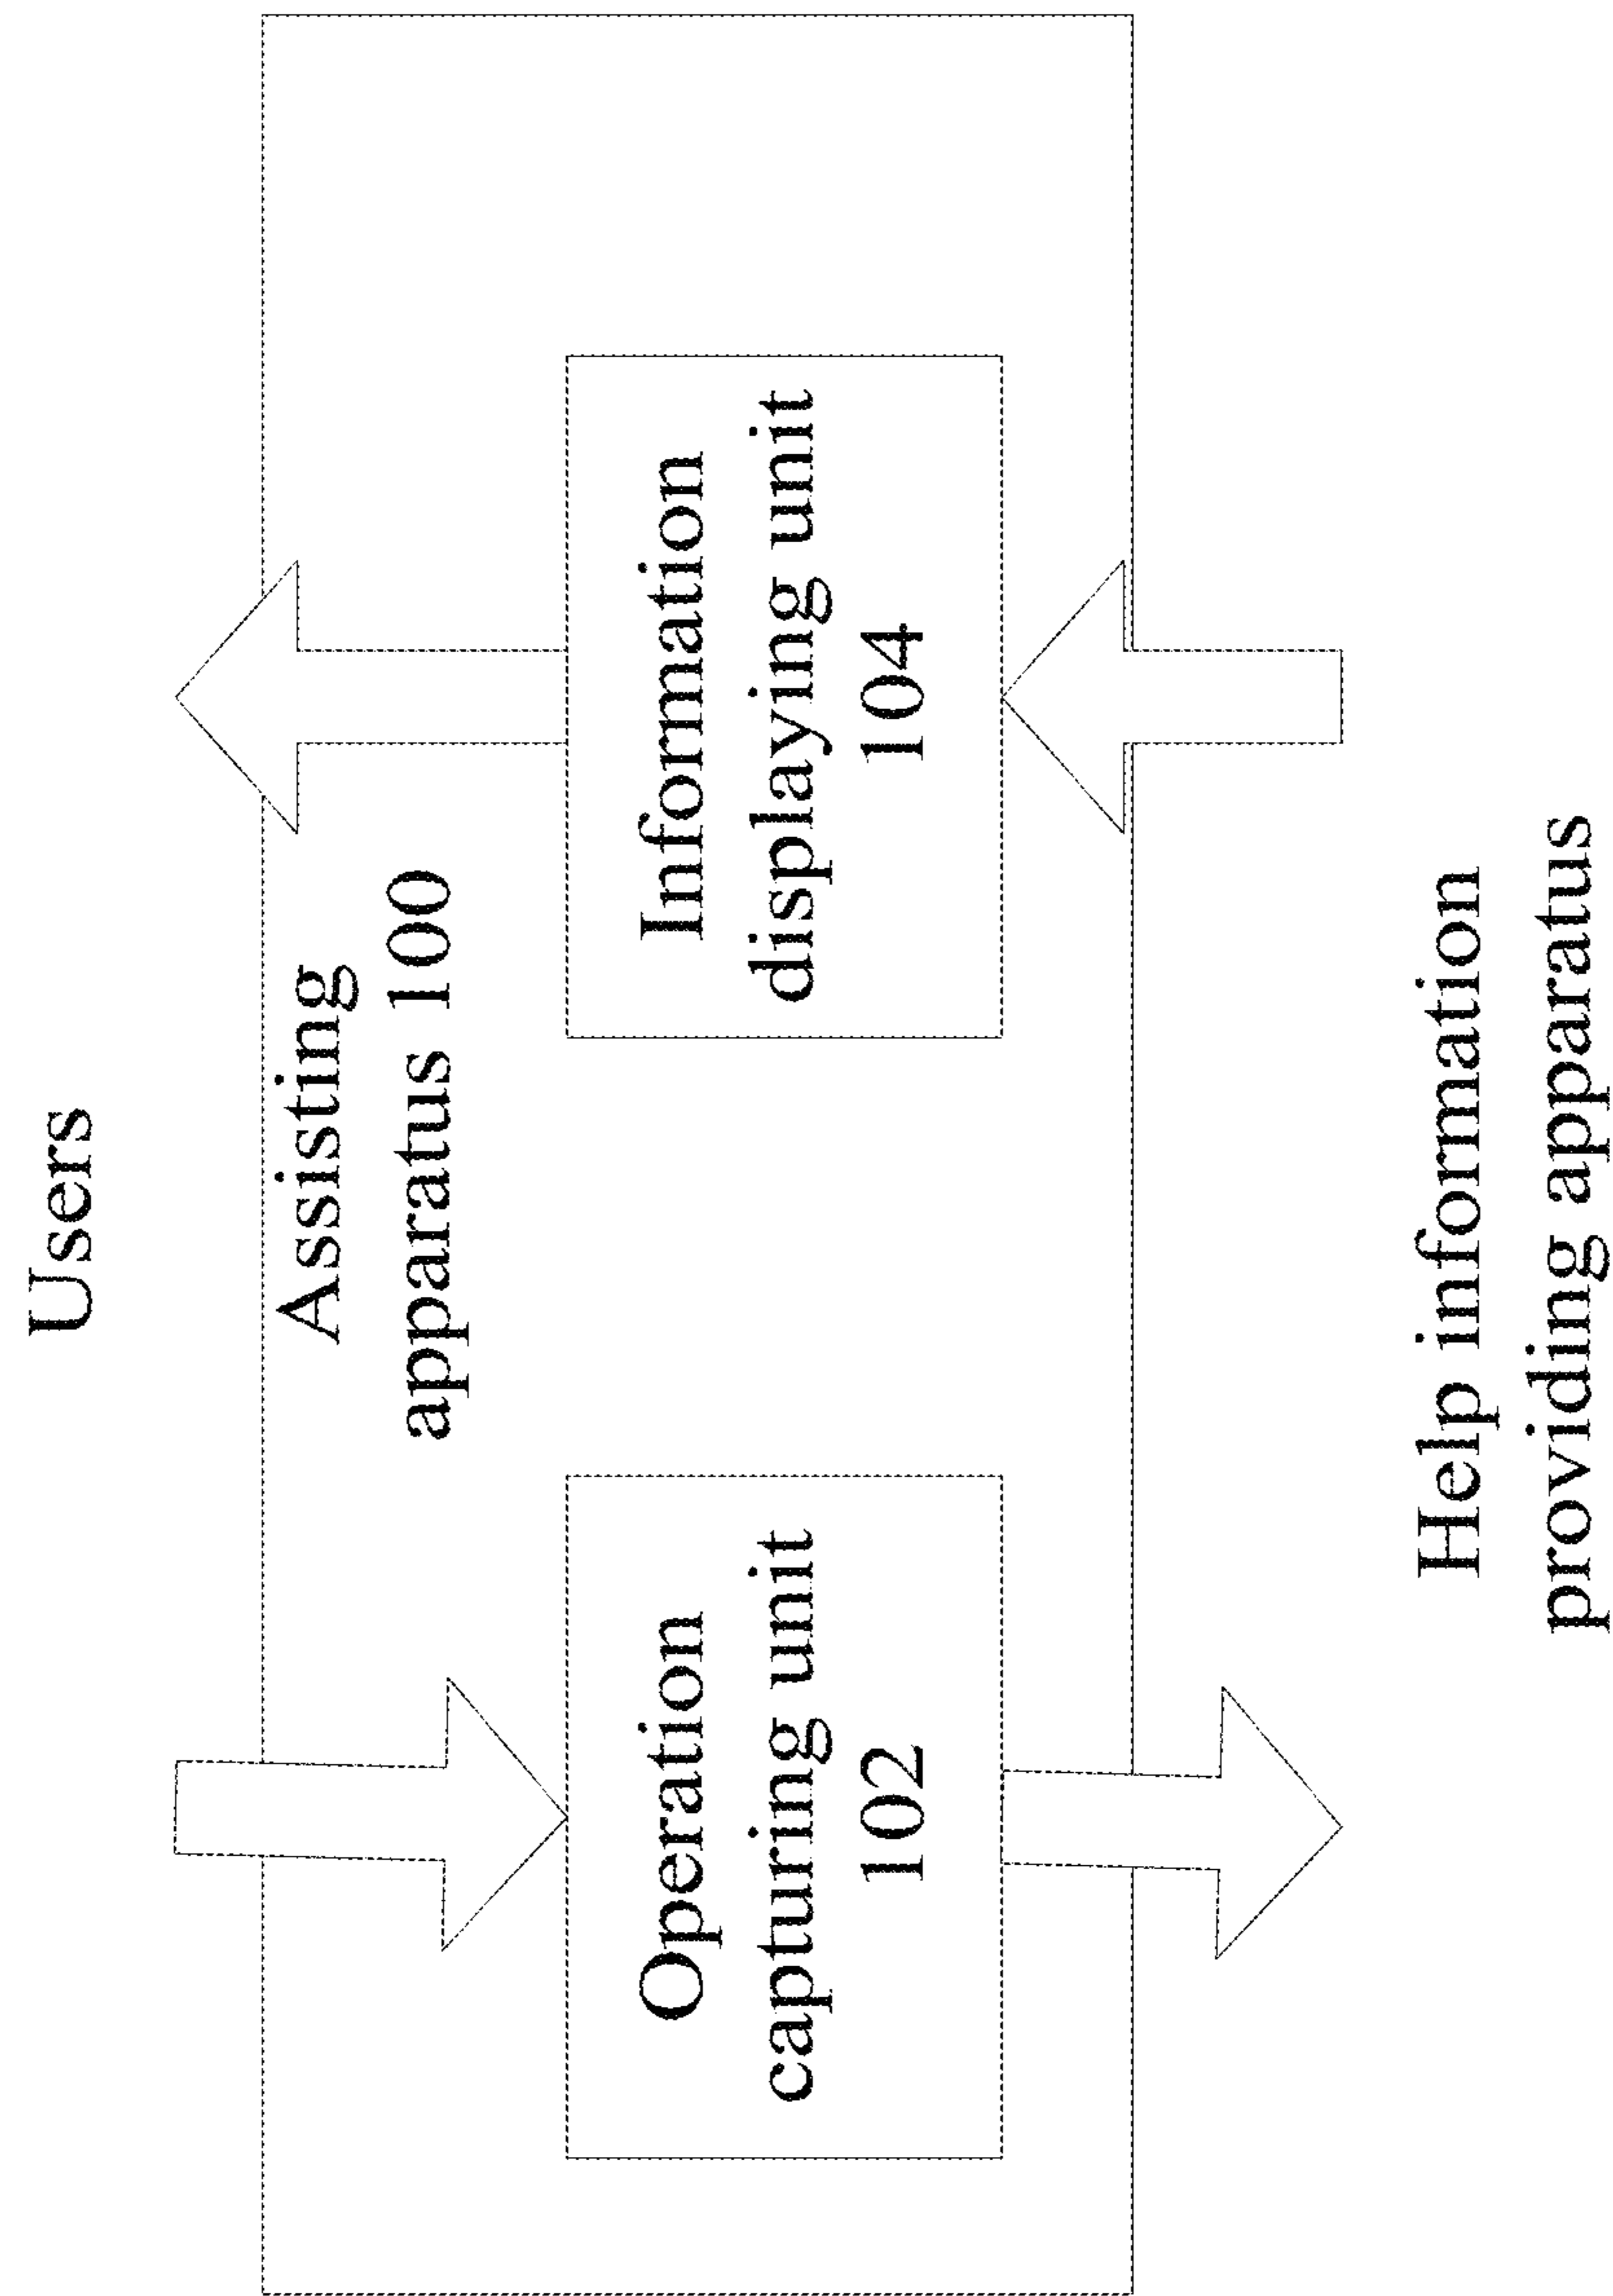 Users
Assisting
apparatus 100
Operation
capturing unit
102
Information
displaying unit
104
Help information
providing apparatus